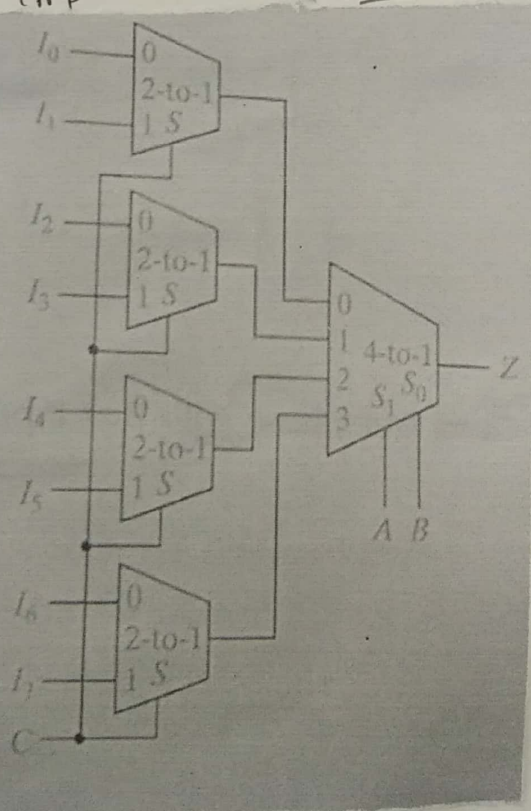 I₀
0
2-to-1
I₁
1 S
I₂
0
2-to-1
I₃
1 S
0
1
4-to-1
Z
2
S₁ S₀
3
I₄
0
2-to-1
I₅
1 S
A B
I₆
0
2-to-1
I₇
1 S
C